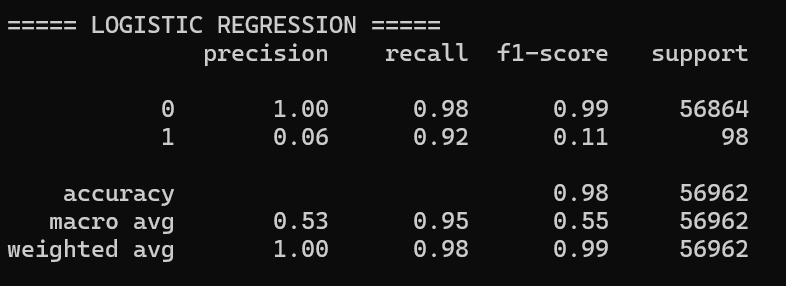 ===== LOGISTIC REGRESSION =====
              precision    recall  f1-score   support

           0       1.00      0.98      0.99     56864
           1       0.06      0.92      0.11        98

    accuracy                           0.98     56962
   macro avg       0.53      0.95      0.55     56962
weighted avg       1.00      0.98      0.99     56962